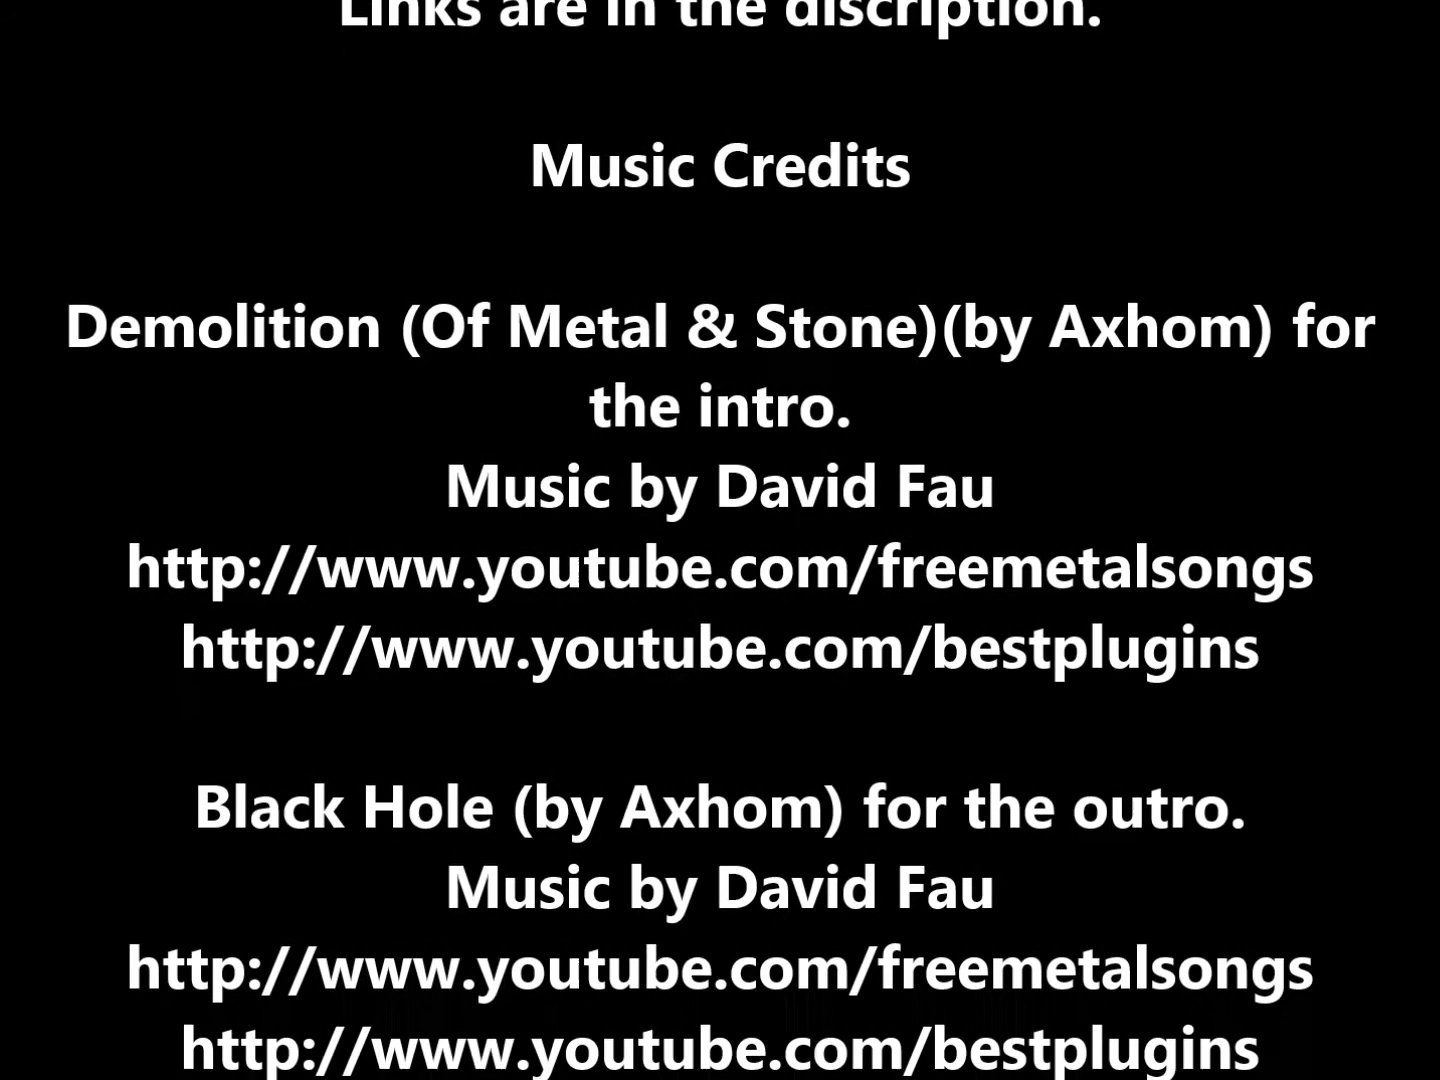 Links are in the discription.
Music Credits
Demolition (Of Metal & Stone)(by Axhom) for
the intro.
Music by David Fau
http://www.youtube.com/freemetalsongs
http://www.youtube.com/bestplugins
Black Hole (by Axhom) for the outro.
Music by David Fau
http://www.youtube.com/freemetalsongs
http://www.youtube.com/bestplugins